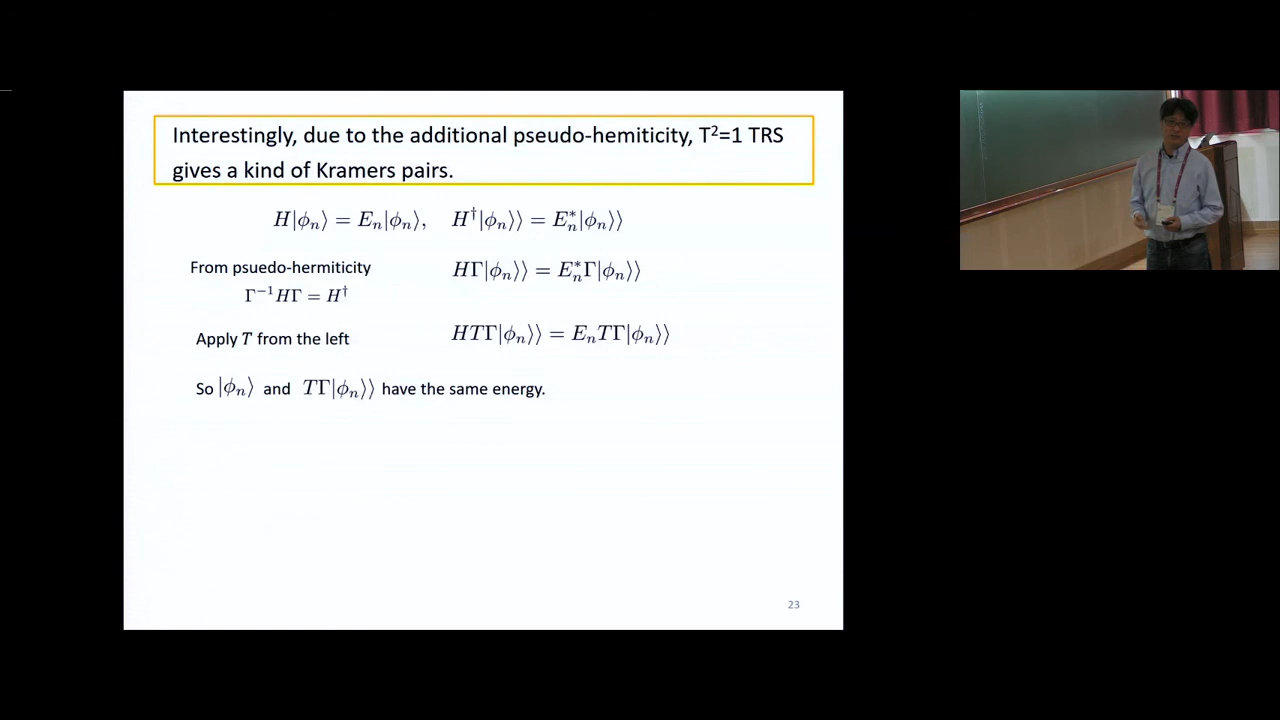 Interestingly, due to the additional pseudo-hemiticity, T²=1 TRS
gives a kind of Kramers pairs.
H|ϕₙ⟩ = Eₙ|ϕₙ⟩,    H†|ϕₙ⟩⟩ = Eₙ*|ϕₙ⟩⟩
From psuedo-hermiticity    HΓ|ϕₙ⟩⟩ = Eₙ*Γ|ϕₙ⟩⟩
Γ⁻¹HΓ = H†
Apply T from the left    HTΓ|ϕₙ⟩⟩ = EₙTΓ|ϕₙ⟩⟩
So |ϕₙ⟩ and TΓ|ϕₙ⟩⟩ have the same energy.
23